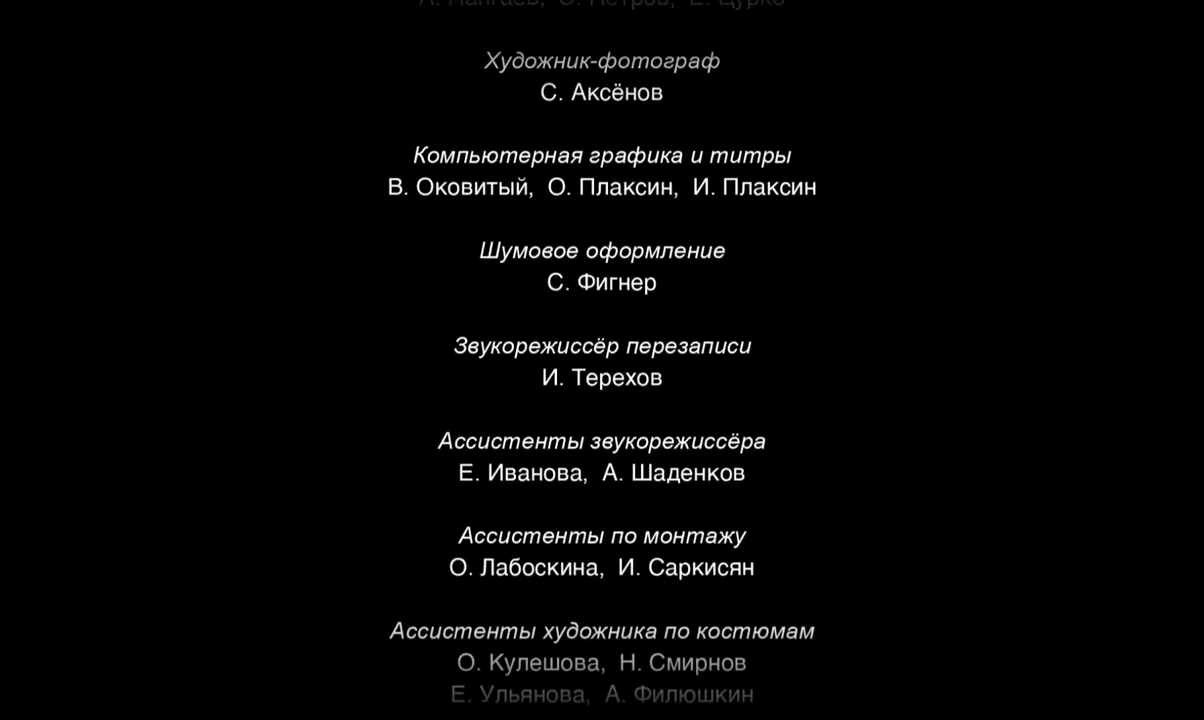 Художник-фотограф
С. Аксёнов
Компьютерная графика и титры
В. Оковитый, О. Плаксин, И. Плаксин
Шумовое оформление
С. Фигнер
Звукорежиссёр перезаписи
И. Терехов
Ассистенты звукорежиссёра
Е. Иванова, А. Шаденков
Ассистенты по монтажу
О. Лабоскина, И. Саркисян
Ассистенты художника по костюмам
О. Кулешова, Н. Смирнов
Е. Ульянова, А. Филюшкин